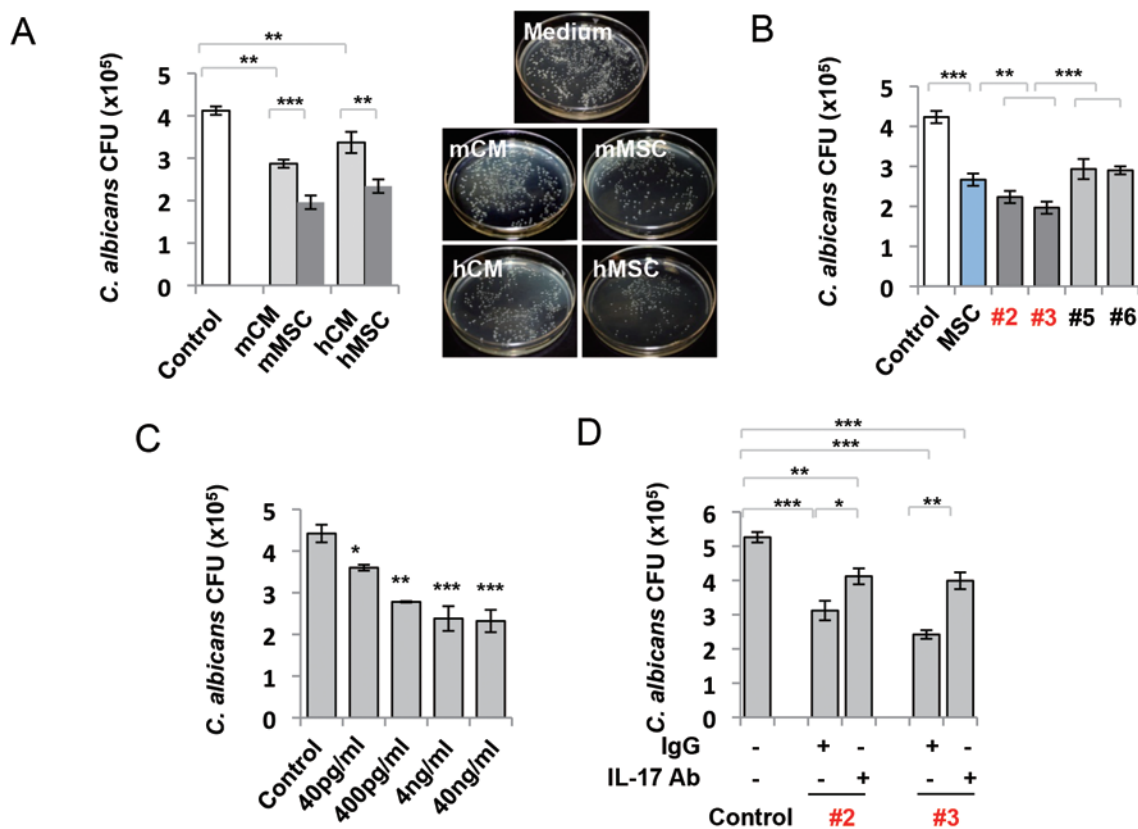 A
C. albicans CFU (x10⁵)
5
4
3
2
1
0
**
**
***
**
Control
mCM
mMSC
hCM
hMSC
Medium
mCM
mMSC
hCM
hMSC
B
C. albicans CFU (x10⁵)
5
4
3
2
1
0
***
**
***
Control
MSC
#2
#3
#5
#6
C
C. albicans CFU (x10⁵)
5
4
3
2
1
0
*
**
***
***
Control
40pg/ml
400pg/ml
4ng/ml
40ng/ml
D
C. albicans CFU (x10⁵)
6
5
4
3
2
1
0
***
***
**
***
*
**
IgG - + - + -
IL-17 Ab - - + - +
Control #2 #3